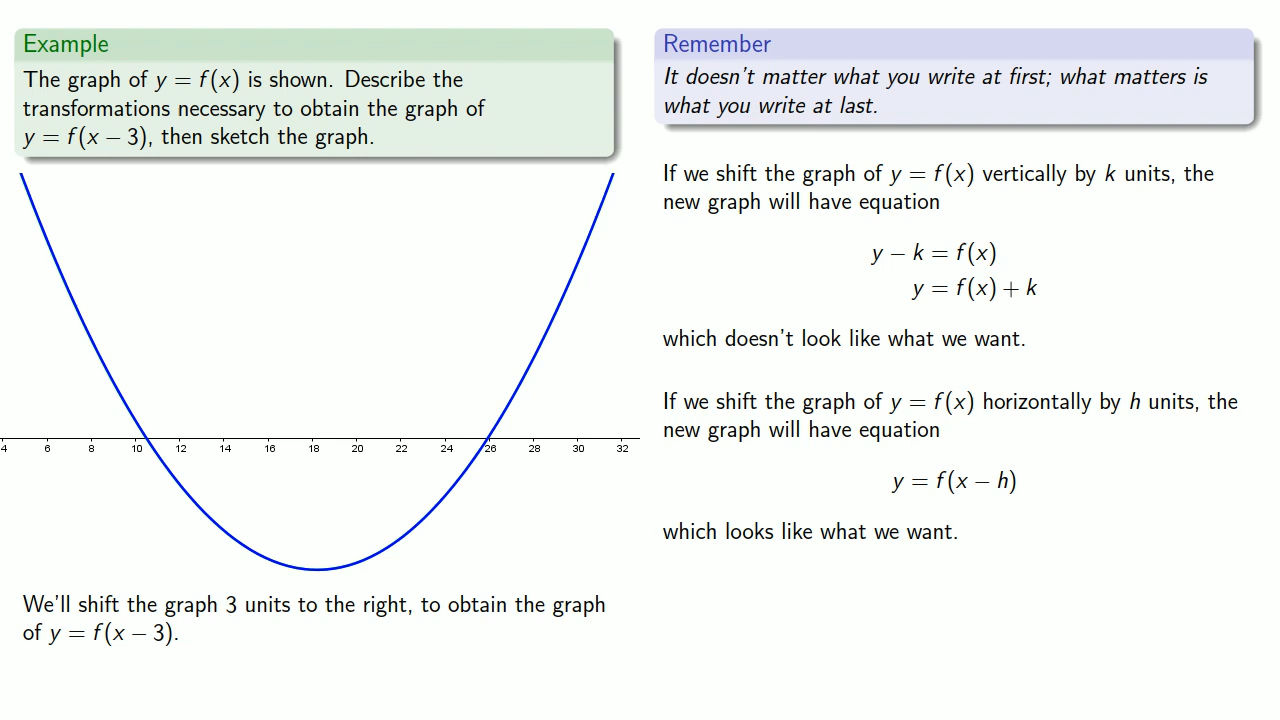 Example
The graph of y = f(x) is shown. Describe the
transformations necessary to obtain the graph of
y = f(x − 3), then sketch the graph.
4 6 8 10 12 14 16 18 20 22 24 26 28 30 32
We'll shift the graph 3 units to the right, to obtain the graph
of y = f(x − 3).
Remember
It doesn't matter what you write at first; what matters is
what you write at last.
If we shift the graph of y = f(x) vertically by k units, the
new graph will have equation
y − k = f(x)
y = f(x) + k
which doesn't look like what we want.
If we shift the graph of y = f(x) horizontally by h units, the
new graph will have equation
y = f(x − h)
which looks like what we want.